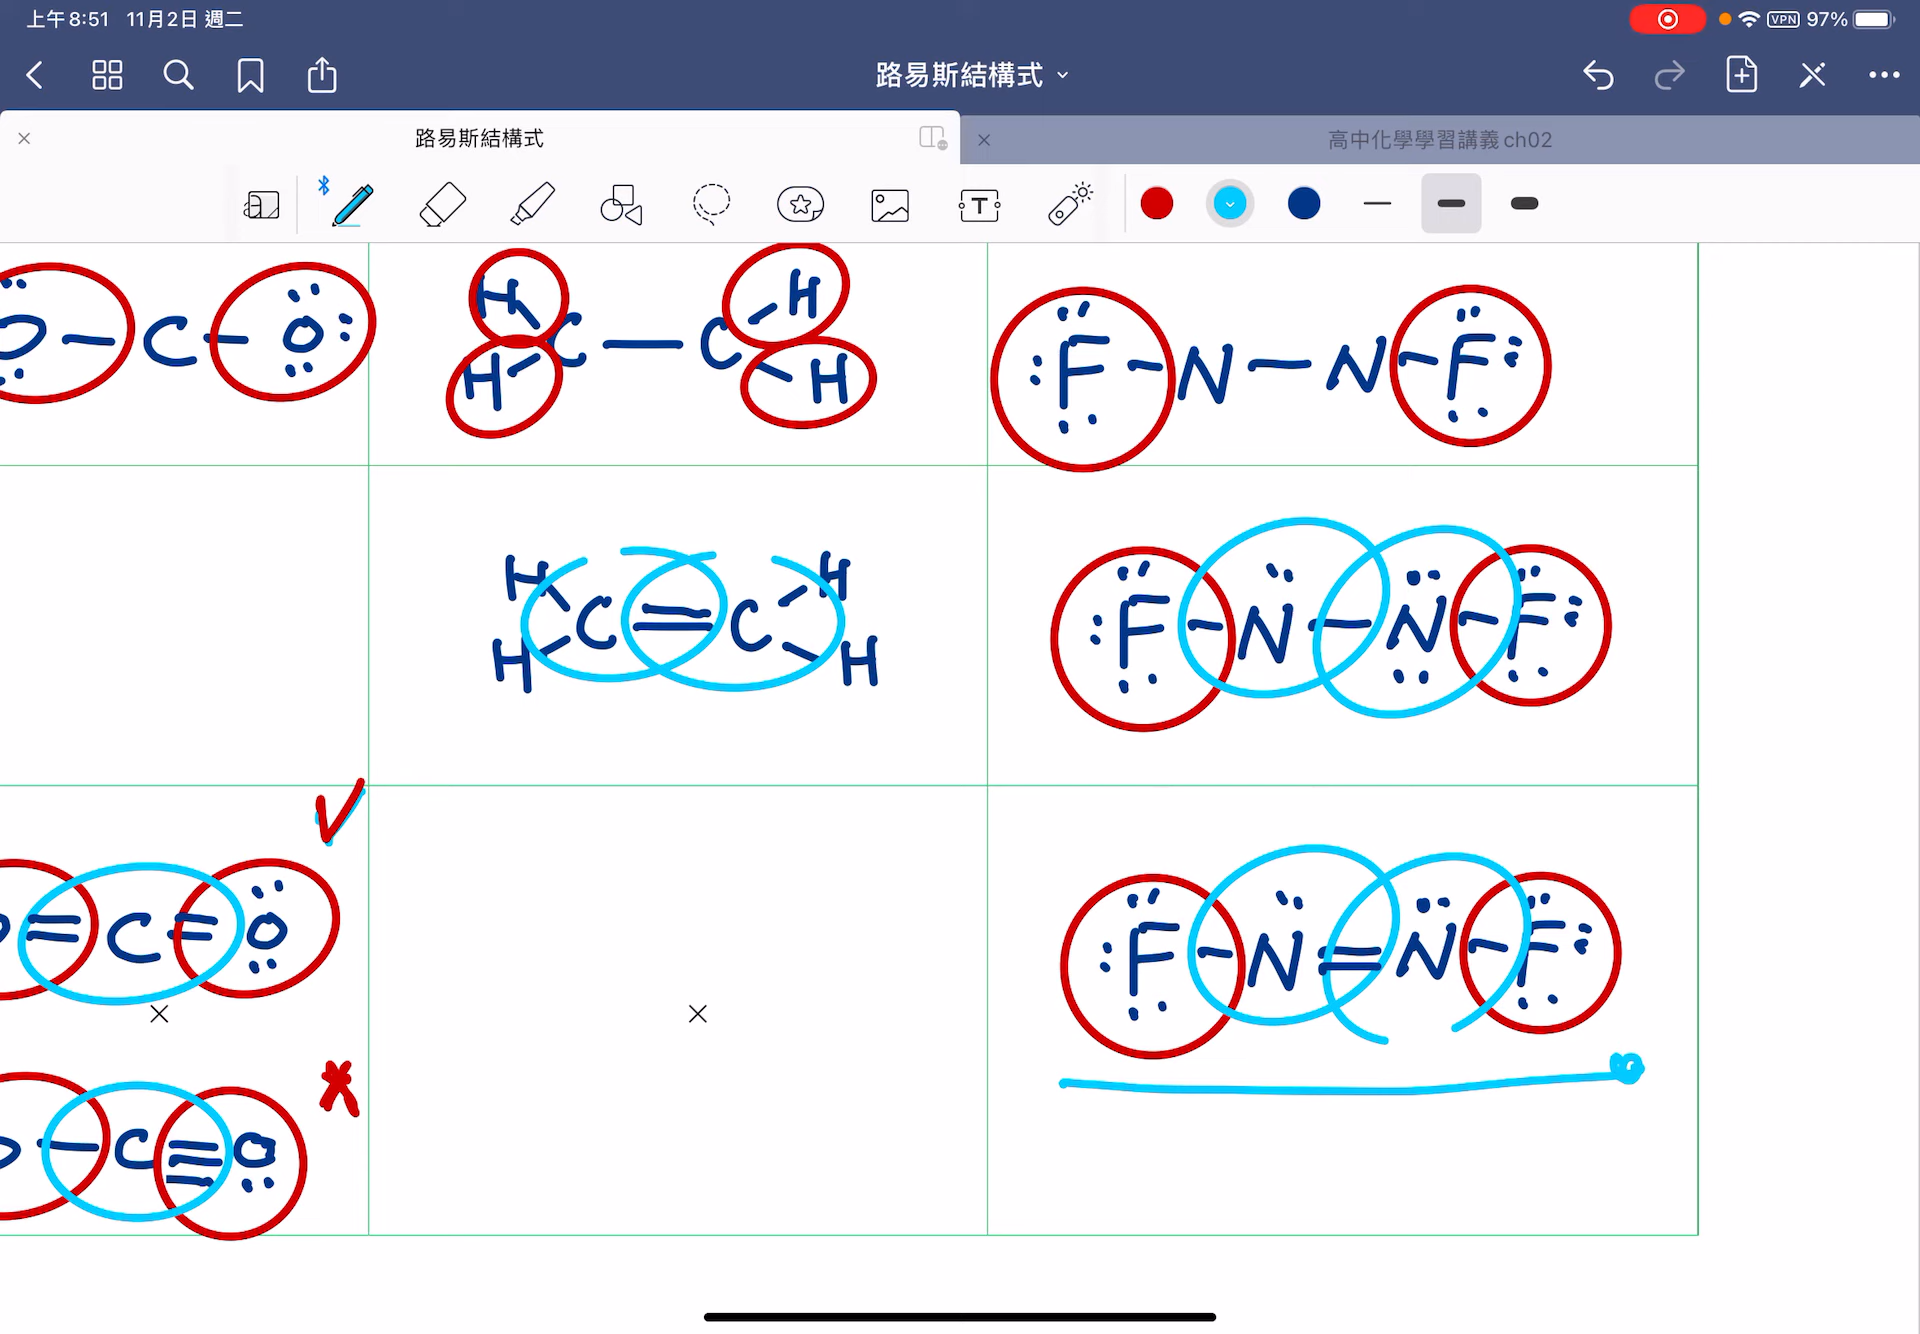 上午8:51 11月2日 週二
VPN 97%
路易斯結構式
路易斯結構式
高中化學學習講義 ch02
a
T
O — C — O
H H C — C H H
F — N — N — F
H H C = C H H
F — N — N — F
= C = O
F — N = N — F
— C ≡ O